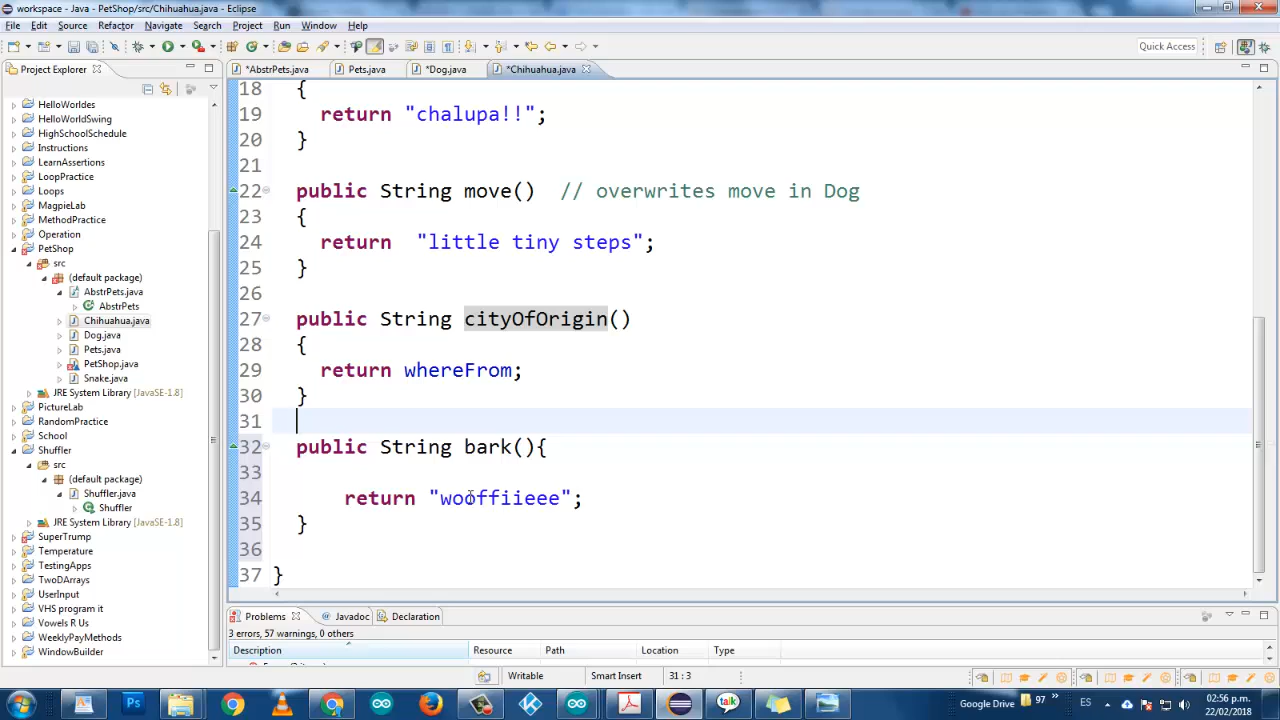 workspace - Java - PetShop/src/Chihuahua.java - Eclipse
File Edit Source Refactor Navigate Search Project Run Window Help
Quick Access
Project Explorer
*AbstrPets.java Pets.java *Dog.java *Chihuahua.java
HelloWorldes
HelloWorldSwing
HighSchoolSchedule
Instructions
LearnAssertions
LoopPractice
Loops
MagpieLab
MethodPractice
Operation
PetShop
src
(default package)
AbstrPets.java
AbstrPets
Chihuahua.java
Dog.java
Pets.java
PetShop.java
Snake.java
JRE System Library [JavaSE-1.8]
PictureLab
RandomPractice
School
Shuffler
src
(default package)
Shuffler.java
Shuffler
JRE System Library [JavaSE-1.8]
SuperTrump
Temperature
TestingApps
TwoDArrays
UserInput
VHS program it
Vowels R Us
WeeklyPayMethods
WindowBuilder
18 {
19 return "chalupa!!";
20 }
21
22 public String move() // overwrites move in Dog
23 {
24 return "little tiny steps";
25 }
26
27 public String cityOfOrigin()
28 {
29 return whereFrom;
30 }
31
32 public String bark(){
33
34 return "wooffiieee";
35 }
36
37 }
Problems Javadoc Declaration
3 errors, 57 warnings, 0 others
Description Resource Path Location Type
Writable Smart Insert 31 : 3
Google Drive 97 » ES 02:56 p.m.
22/02/2018